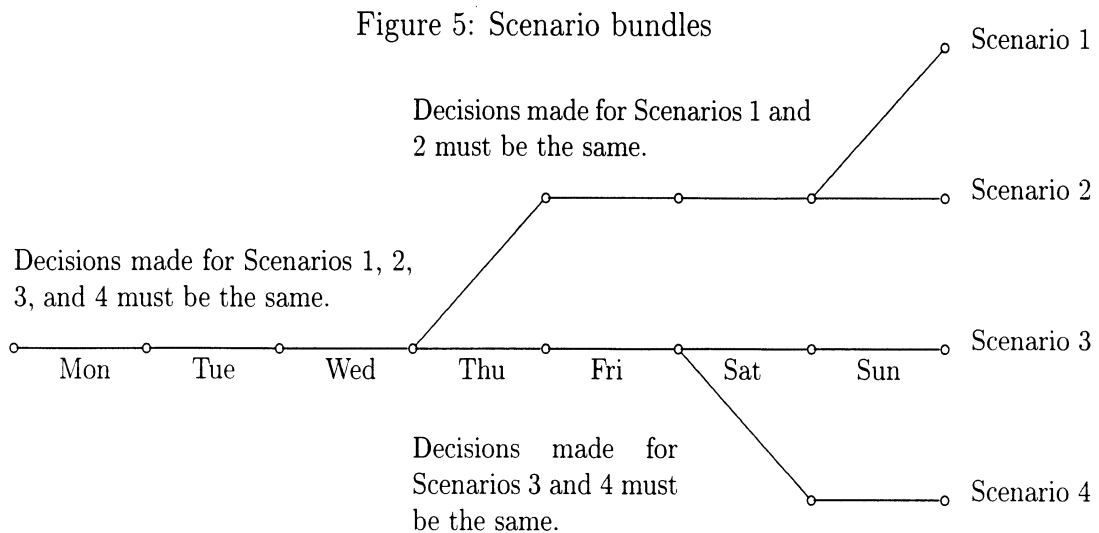 Figure 5: Scenario bundles
Scenario 1
Decisions made for Scenarios 1 and
2 must be the same.
Scenario 2
Decisions made for Scenarios 1, 2,
3, and 4 must be the same.
Scenario 3
Mon Tue Wed Thu Fri Sat Sun
Decisions made for
Scenarios 3 and 4 must
be the same.
Scenario 4